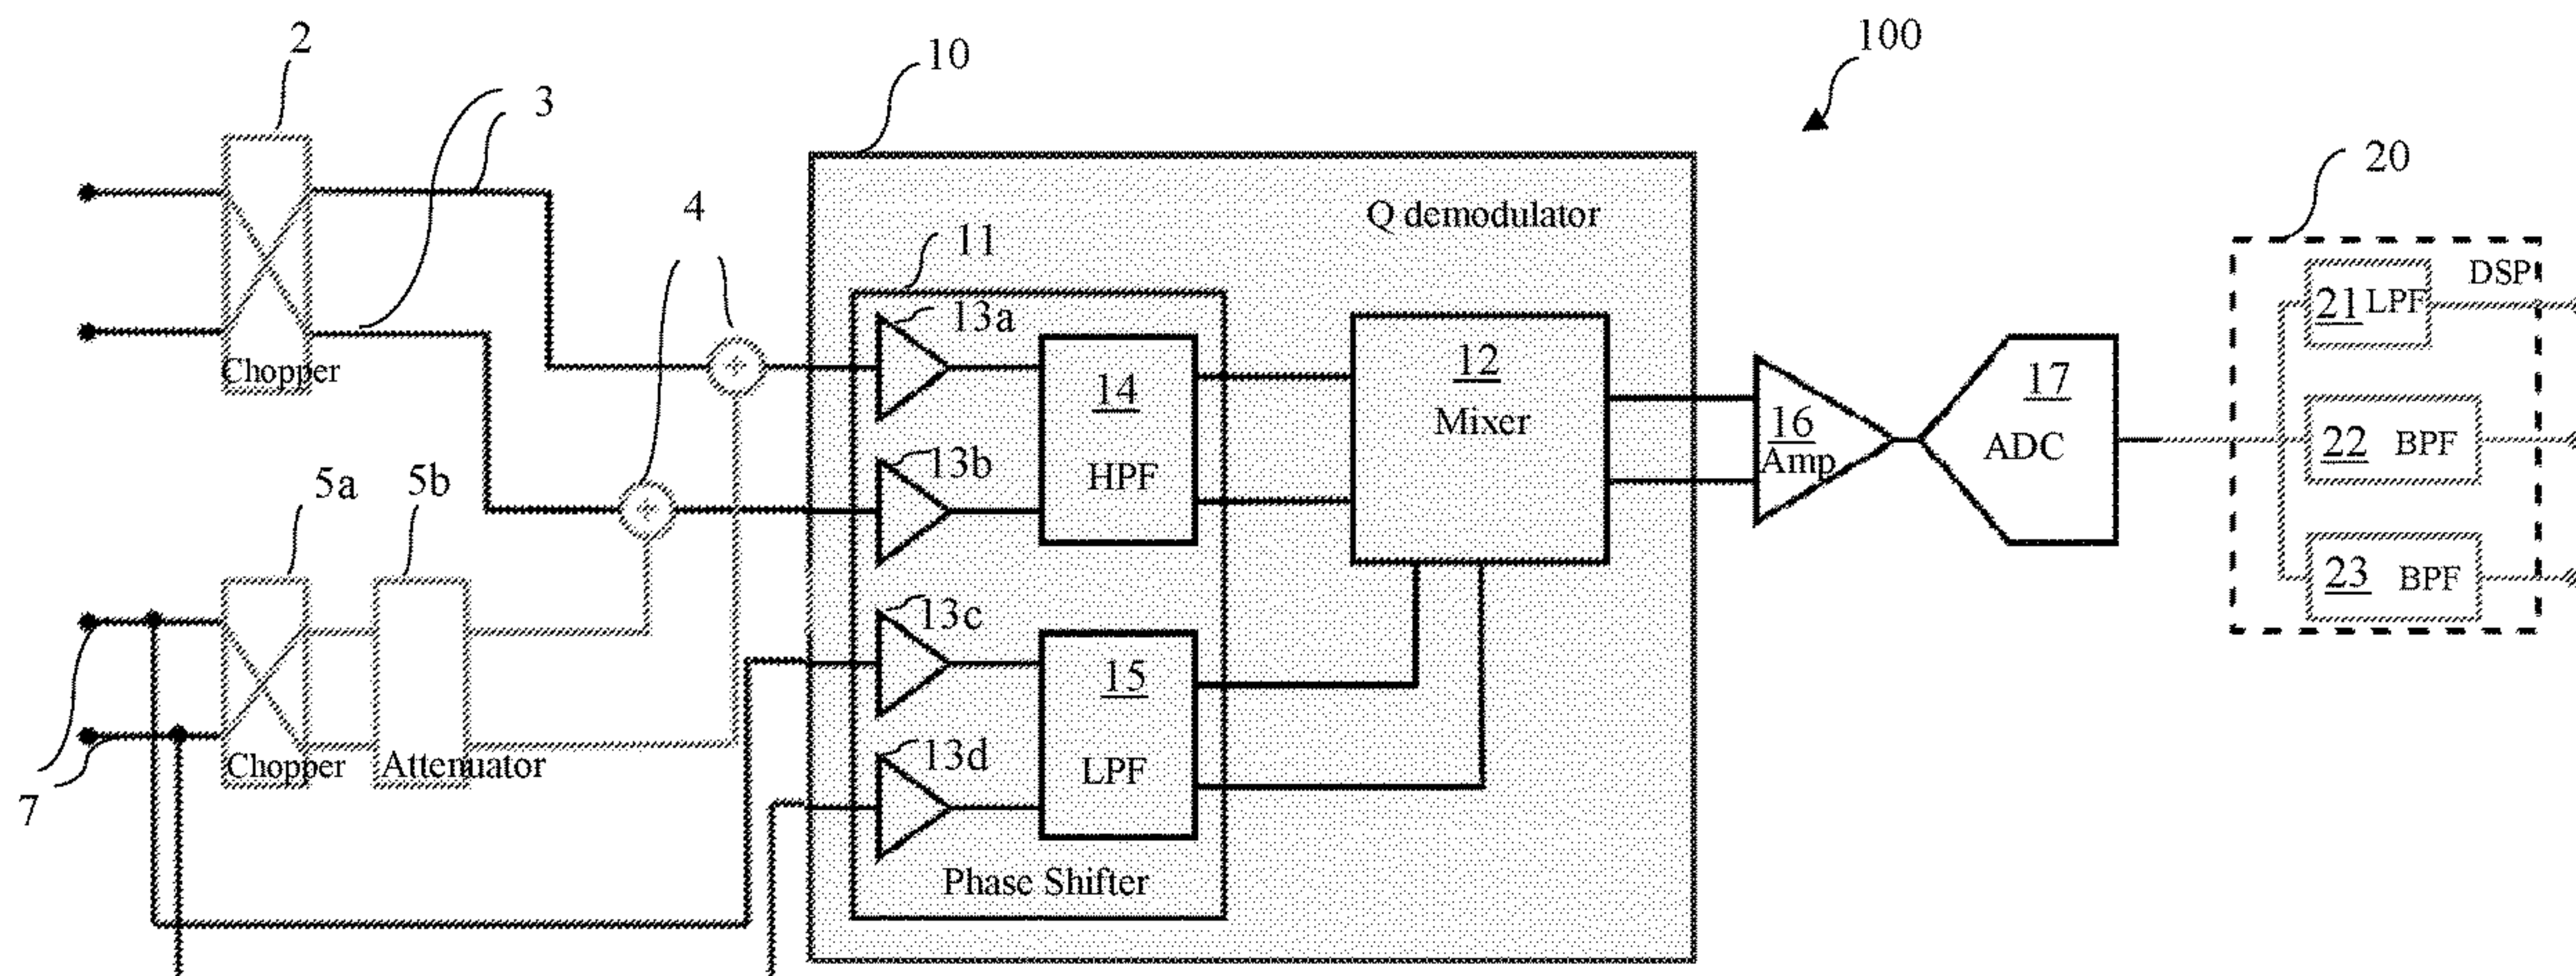 2
3
10
100
20
4
Q demodulator
11
13a
DSP
21 LPF
Chopper
12
Mixer
14
HPF
16
Amp
17
ADC
22 BPF
5a
5b
13b
23 BPF
13c
15
LPF
13d
Chopper
Attenuator
7
Phase Shifter